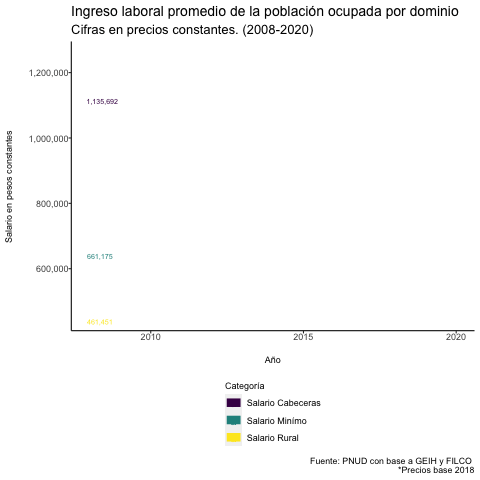 Ingreso laboral promedio de la población ocupada por dominio
Cifras en precios constantes. (2008-2020)
Salario en pesos constantes
1,200,000
1,000,000
800,000
600,000
1,135,692
661,175
2010
2015
2020
Año
Categoría
Salario Cabeceras
Salario Minímo
Salario Rural
Fuente: PNUD con base a GEIH y FILCO
*Precios base 2018